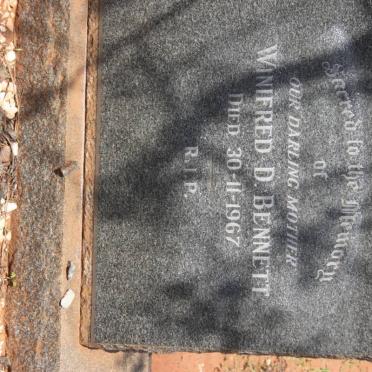 Sacred to the Memory
of
OUR DARLING MOTHER
WINIFRED D. BENNETT
DIED 30-11-1967
R.I.P.